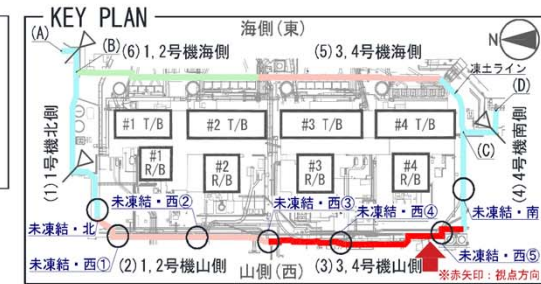 KEY PLAN
海側(東)
N
(A)
(B)
(6)1,2号機海側
(5)3,4号機海側
凍土ライン
(D)
(1)1号機北側
#1 T/B
#2 T/B
#3 T/B
#4 T/B
(C)
(4)4号機南側
#1
R/B
#2
R/B
#3
R/B
#4
R/B
未凍結・西②
未凍結・西③
未凍結・西④
未凍結・南
未凍結・北
未凍結・西①
(2)1,2号機山側
山側(西)
(3)3,4号機山側
未凍結・西⑤
※赤矢印:視点方向